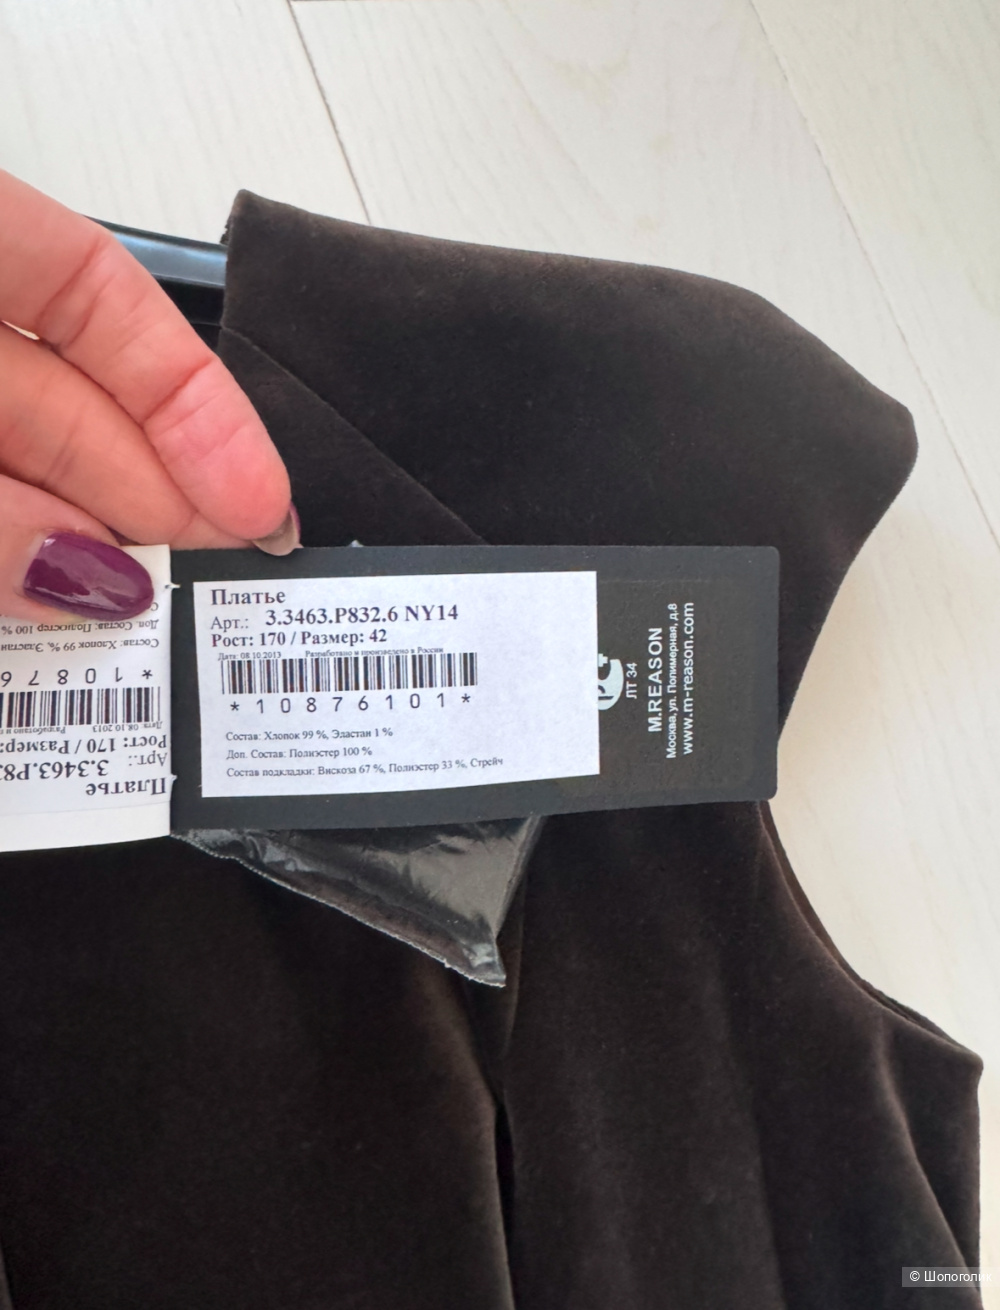 Платье
Арт.: 3.3463.P832.6 NY14
Рост: 170 / Размер: 42
Дата: 08.10.2013 Разработано и произведено в России
*10876101*
Состав: Хлопок 99 %, Эластан 1 %
Доп. Состав: Полиэстер 100 %
Состав подкладки: Вискоза 67 %, Полиэстер 33 %, Стрейч
ЛТ 34
M.REASON
Москва, ул. Полимерная, д.8
www.m-reason.com
Платье
Арт.: 3.3463.P83
Рост: 170 / Размер:
Дата: 08.10.2013 Разработано и
*10876
Состав: Хлопок 99 %, Эластан
Доп. Состав: Полиэстер 100 %
© Шопоголик